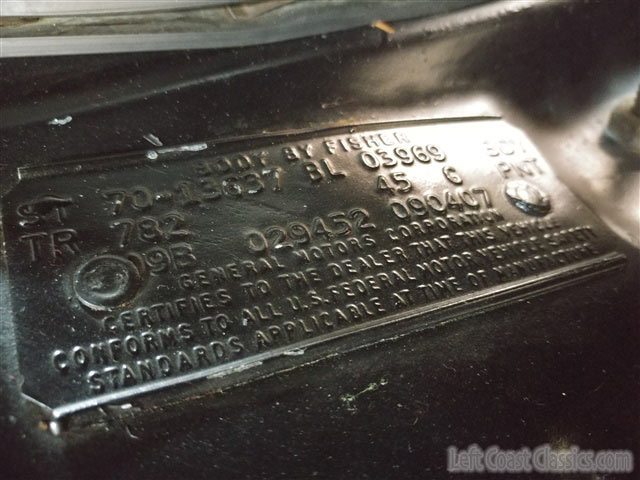 BODY BY FISHER
ST 70-13637 BL 03969 BDY
TR 782 45 G PNT
09B 029452 090407
GENERAL MOTORS CORPORATION
CERTIFIES TO THE DEALER THAT THIS VEHICLE
CONFORMS TO ALL U.S. FEDERAL MOTOR VEHICLE SAFETY
STANDARDS APPLICABLE AT TIME OF MANUFACTURE
Left Coast Classics.com